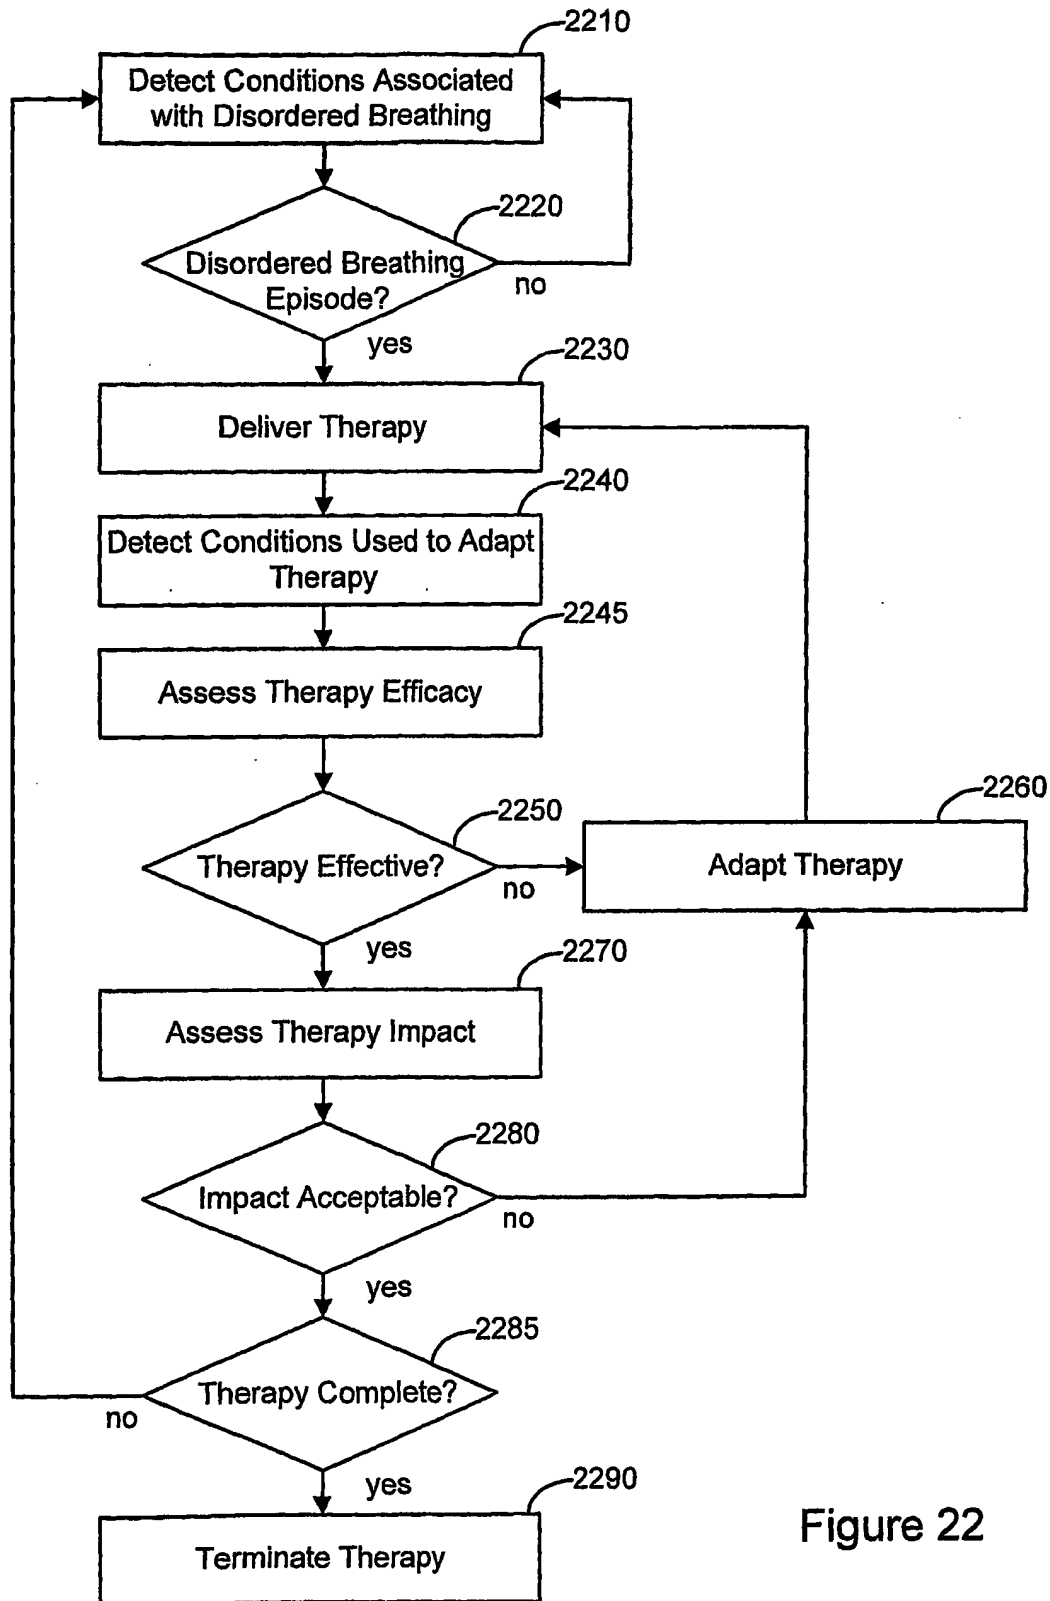 2210
Detect Conditions Associated
with Disordered Breathing
2220
Disordered Breathing
Episode?
no
yes
2230
Deliver Therapy
2240
Detect Conditions Used to Adapt
Therapy
2245
Assess Therapy Efficacy
2250
Therapy Effective?
no
2260
Adapt Therapy
yes
2270
Assess Therapy Impact
2280
Impact Acceptable?
no
yes
2285
Therapy Complete?
no
yes
2290
Terminate Therapy
Figure 22